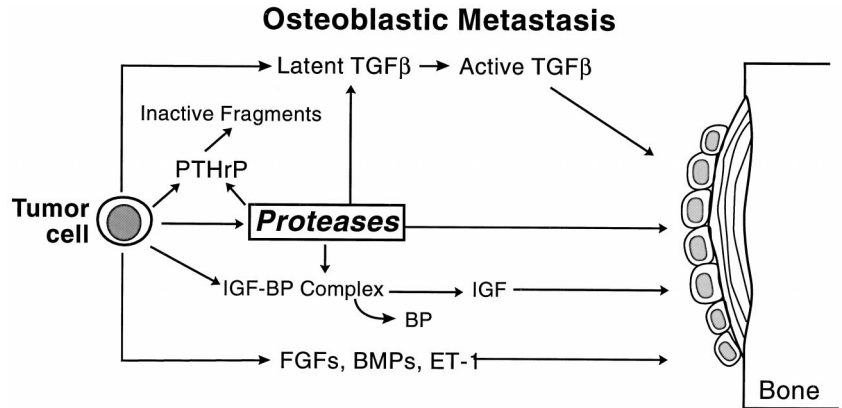 Osteoblastic Metastasis
Latent TGFβ → Active TGFβ
Inactive Fragments
PTHrP
Tumor
cell
Proteases
IGF-BP Complex → IGF
BP
FGFs, BMPs, ET-1
Bone